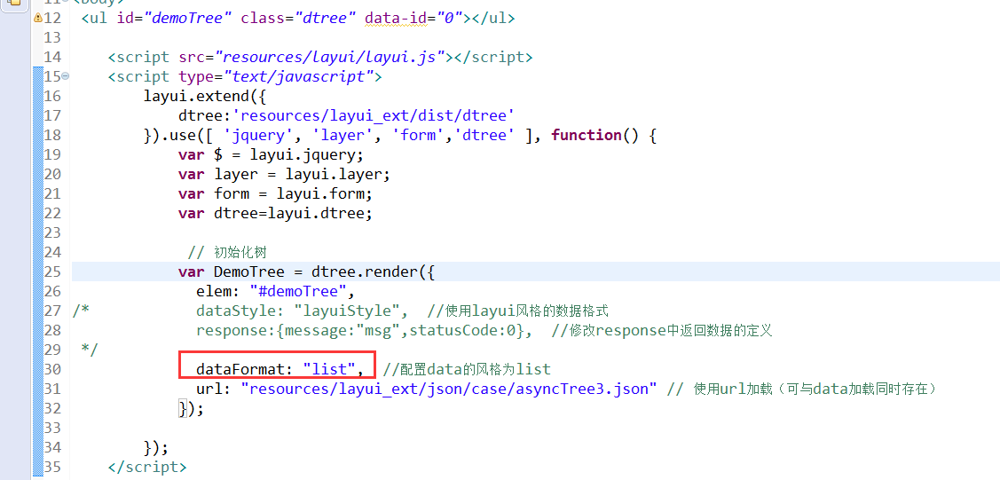 11 <body>
12 <ul id="demoTree" class="dtree" data-id="0"></ul>
13
14 <script src="resources/layui/layui.js"></script>
15 <script type="text/javascript">
16 layui.extend({
17 dtree:'resources/layui_ext/dist/dtree'
18 }).use([ 'jquery', 'layer', 'form','dtree' ], function() {
19 var $ = layui.jquery;
20 var layer = layui.layer;
21 var form = layui.form;
22 var dtree=layui.dtree;
23
24 // 初始化树
25 var DemoTree = dtree.render({
26 elem: "#demoTree",
27 /* dataStyle: "layuiStyle", //使用layui风格的数据格式
28 response:{message:"msg",statusCode:0}, //修改response中返回数据的定义
29 */
30 dataFormat: "list", //配置data的风格为list
31 url: "resources/layui_ext/json/case/asyncTree3.json" // 使用url加载（可与data加载同时存在）
32 });
33
34 });
35 </script>